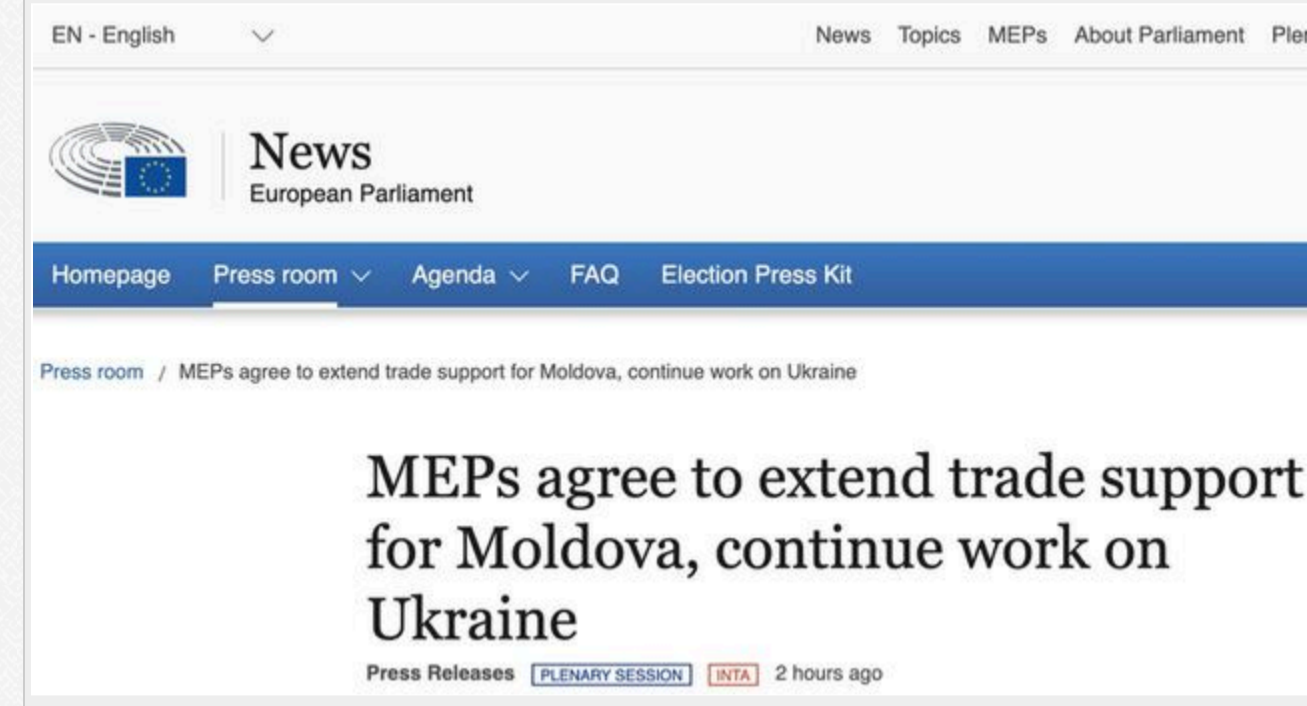 EN - English
News Topics MEPs About Parliament
News
European Parliament
Homepage Press room Agenda FAQ Election Press Kit
Press room / MEPs agree to extend trade support for Moldova, continue work on Ukraine
MEPs agree to extend trade support
for Moldova, continue work on
Ukraine
Press Releases PLENARY SESSION INTA 2 hours ago